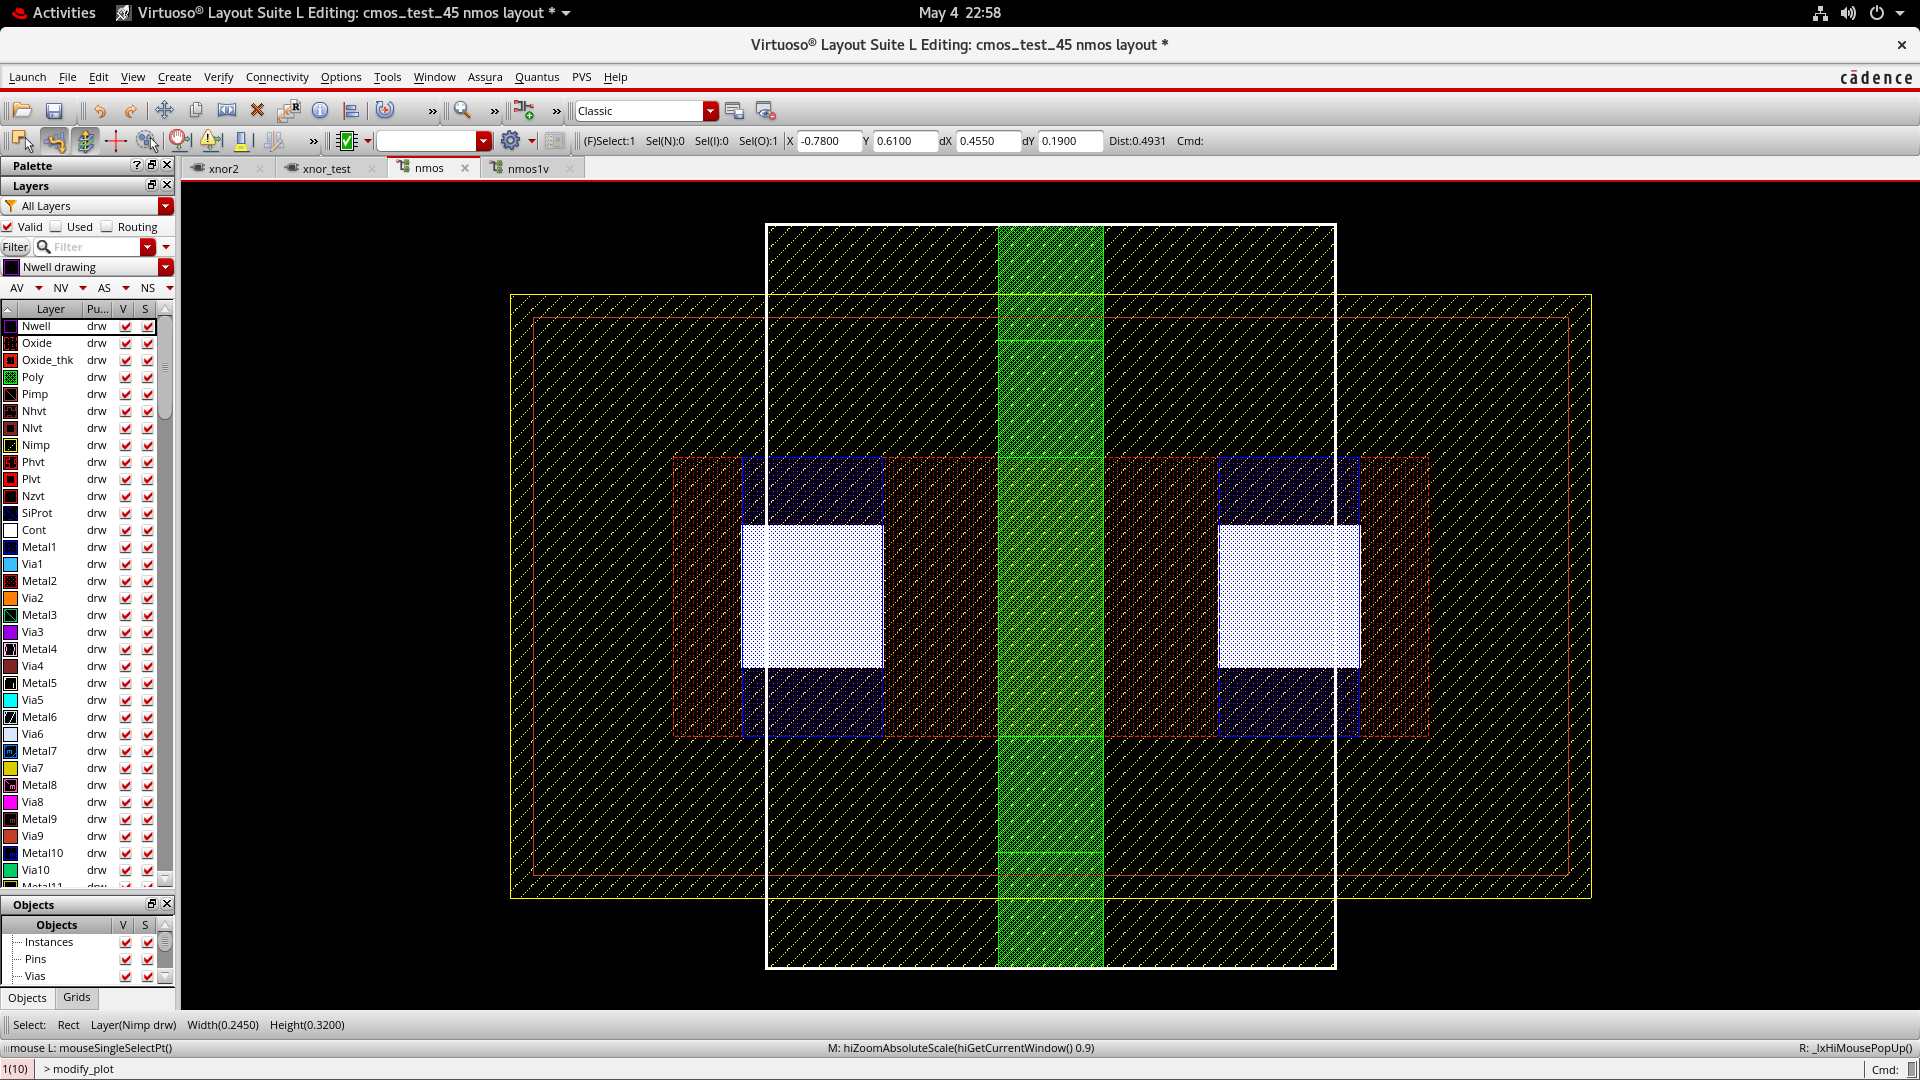 Activities Virtuoso® Layout Suite L Editing: cmos_test_45 nmos layout * May 4 22:58
Virtuoso® Layout Suite L Editing: cmos_test_45 nmos layout *
Launch File Edit View Create Verify Connectivity Options Tools Window Assura Quantus PVS Help cādence
» » » Classic
» (F)Select:1 Sel(N):0 Sel(I):0 Sel(O):1 X -0.7800 Y 0.6100 dX 0.4550 dY 0.1900 Dist:0.4931 Cmd:
Palette
xnor2 xnor_test nmos nmos1v
Layers
All Layers
Valid Used Routing
Filter Filter
Nwell drawing
AV NV AS NS
Layer Pu... V S
Nwell drw
Oxide drw
Oxide_thk drw
Poly drw
Pimp drw
Nhvt drw
Nlvt drw
Nimp drw
Phvt drw
Plvt drw
Nzvt drw
SiProt drw
Cont drw
Metal1 drw
Via1 drw
Metal2 drw
Via2 drw
Metal3 drw
Via3 drw
Metal4 drw
Via4 drw
Metal5 drw
Via5 drw
Metal6 drw
Via6 drw
Metal7 drw
Via7 drw
Metal8 drw
Via8 drw
Metal9 drw
Via9 drw
Metal10 drw
Via10 drw
Metal11 drw
Objects
Objects V S
Instances
Pins
Vias
Objects Grids
Select: Rect Layer(Nimp drw) Width(0.2450) Height(0.3200)
mouse L: mouseSingleSelectPt() M: hiZoomAbsoluteScale(hiGetCurrentWindow() 0.9) R: _lxHiMousePopUp()
1(10) > modify_plot Cmd: